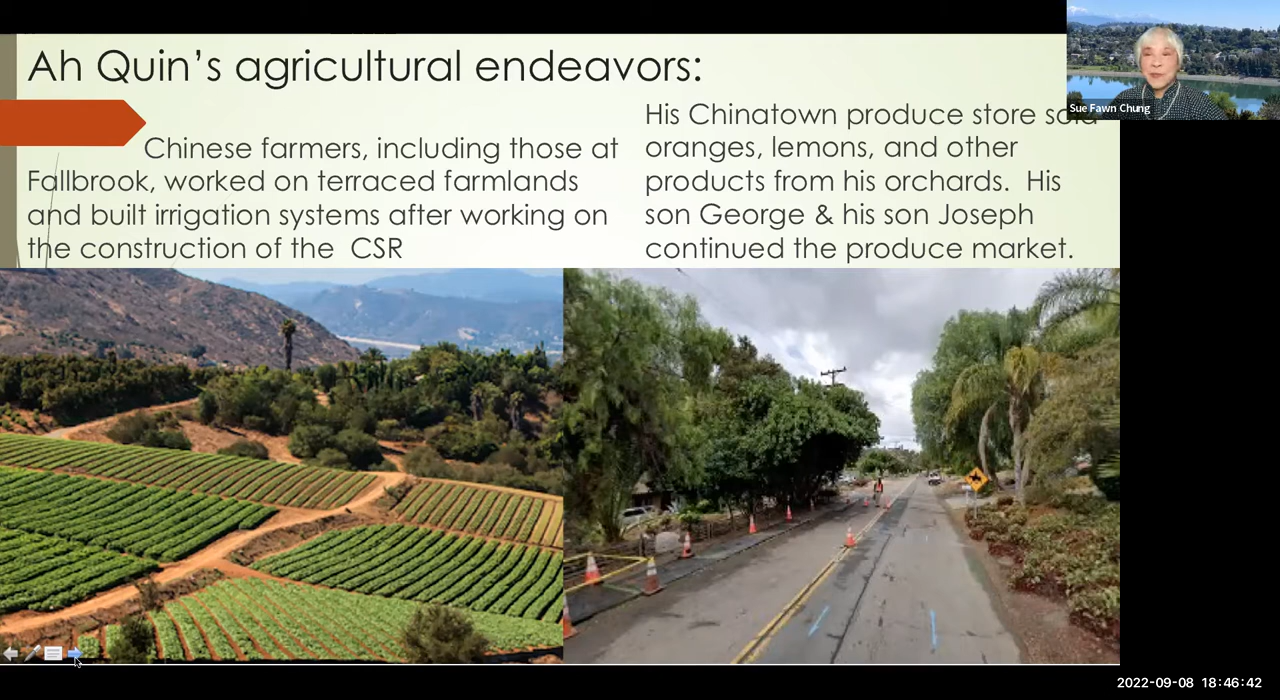 Ah Quin's agricultural endeavors:
Chinese farmers, including those at
Fallbrook, worked on terraced farmlands
and built irrigation systems after working on
the construction of the  CSR
His Chinatown produce store sold
oranges, lemons, and other
products from his orchards.  His
son George & his son Joseph
continued the produce market.
Sue Fawn Chung
2022-09-08  18:46:42